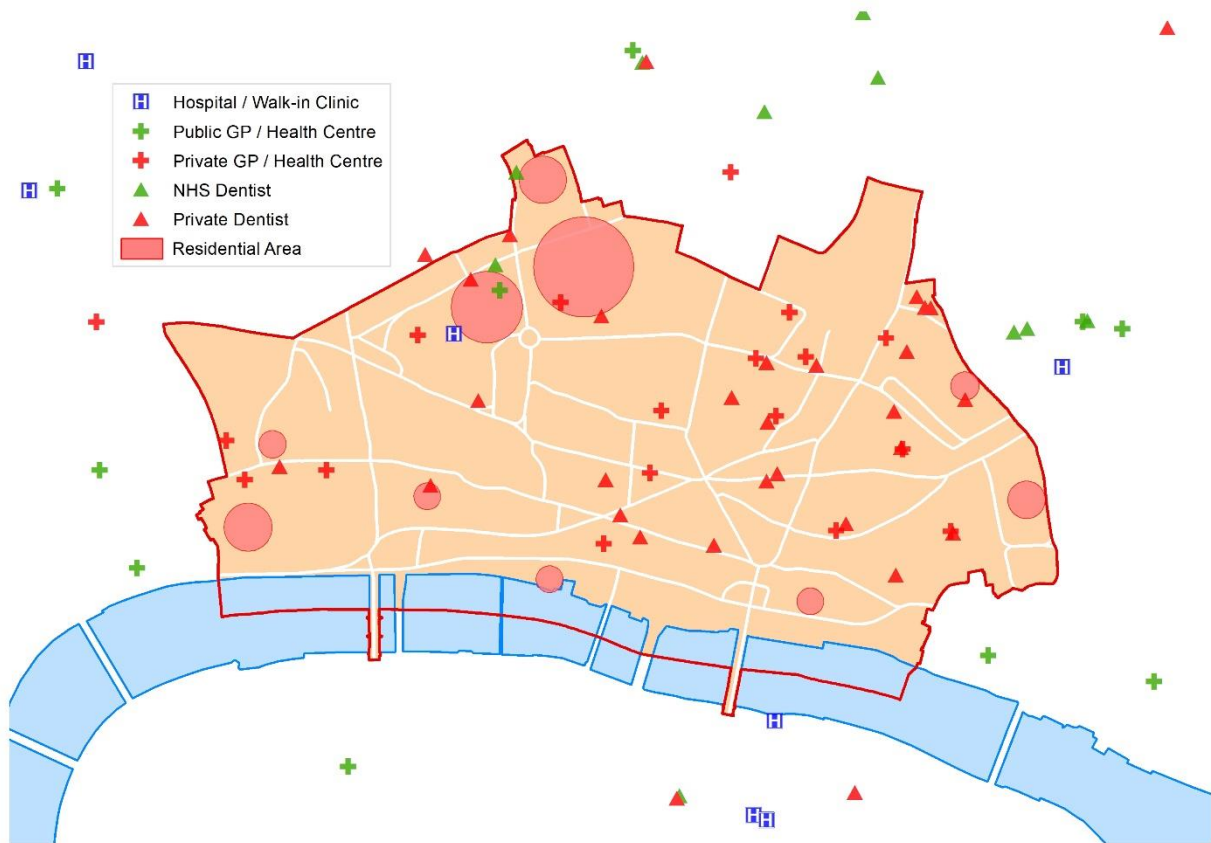 H
H
Hospital / Walk-in Clinic
Public GP / Health Centre
Private GP / Health Centre
NHS Dentist
Private Dentist
Residential Area
H
H
H
H
H
H